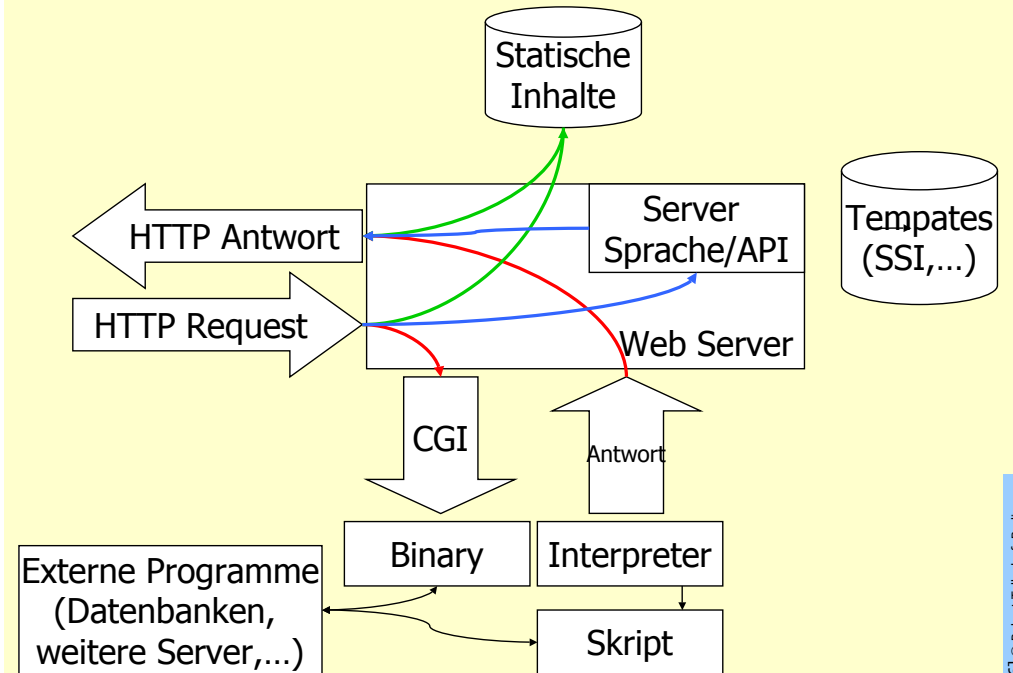 Statische
Inhalte
Server
Sprache/API
Tempates
(SSI,...)
HTTP Antwort
HTTP Request
Web Server
CGI
Antwort
Binary
Interpreter
Externe Programme
(Datenbanken,
weitere Server,...)
Skript